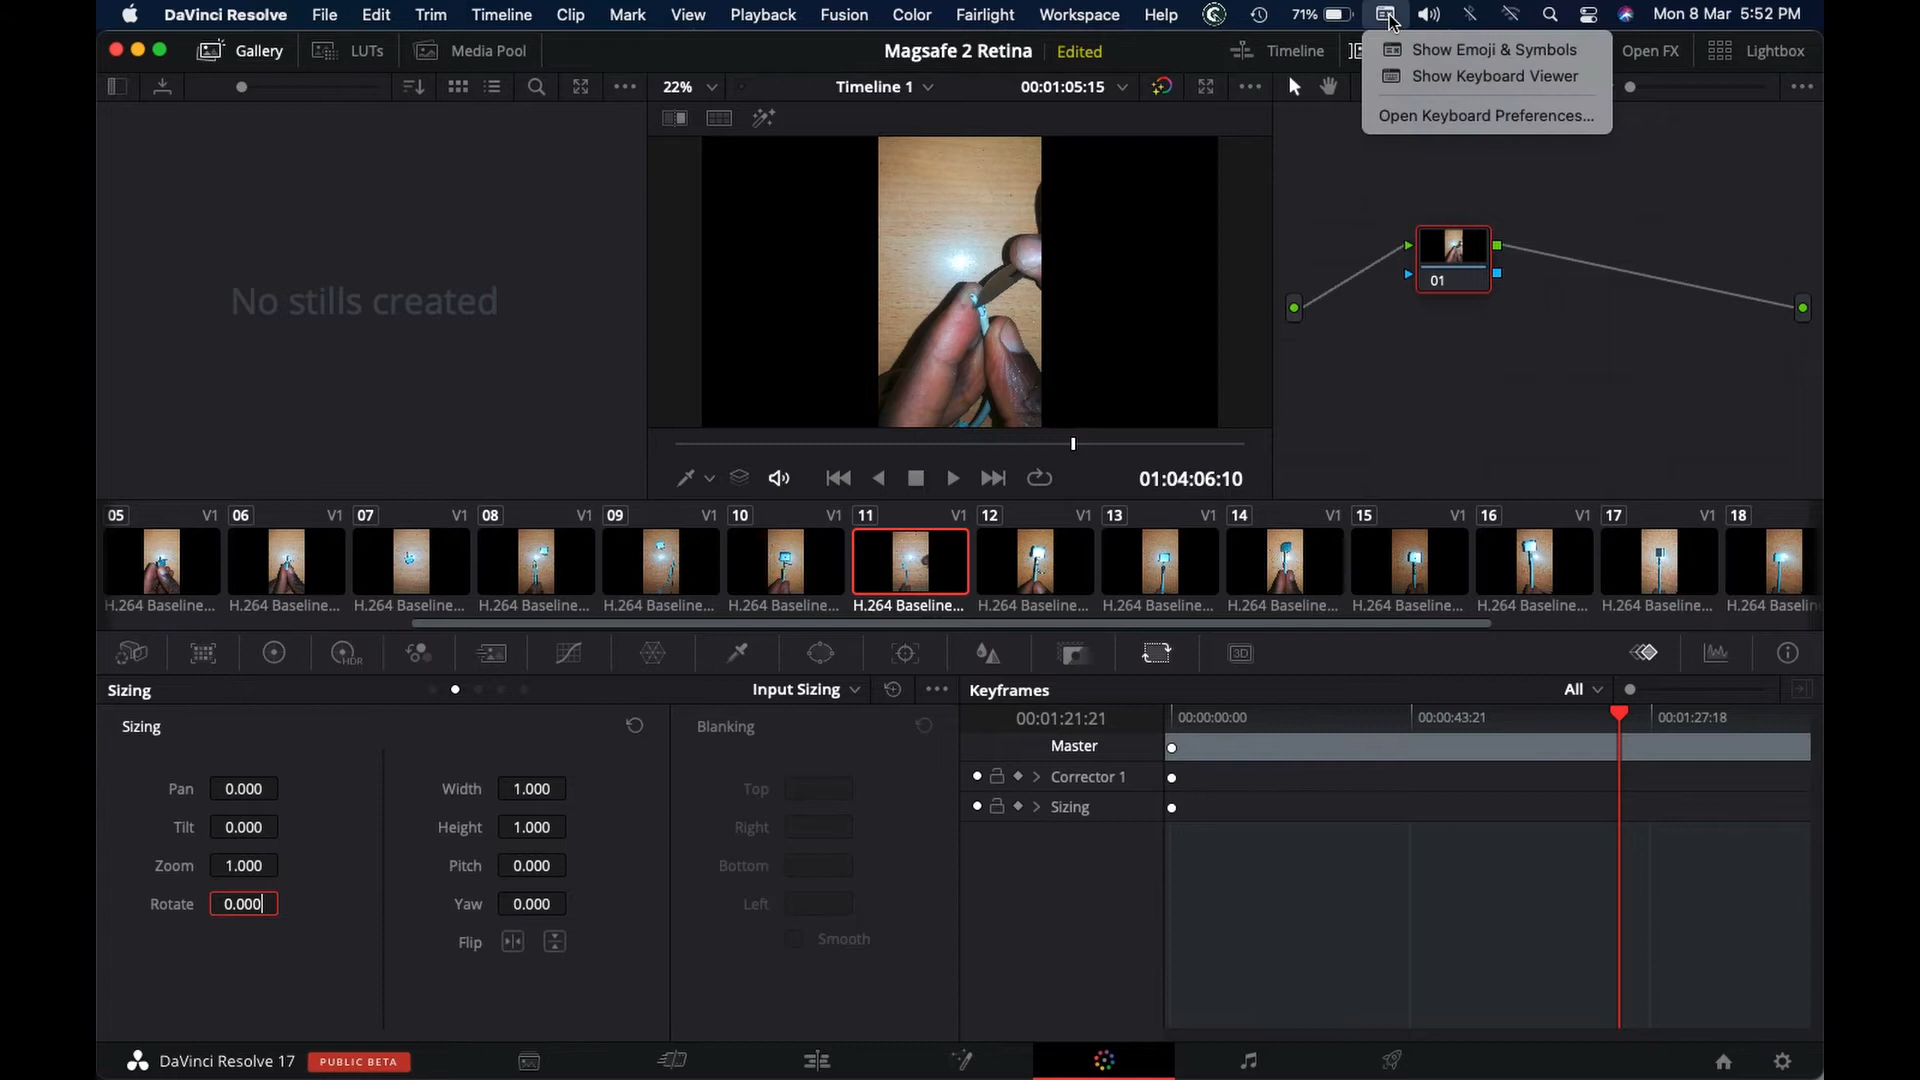 DaVinci Resolve File Edit Trim Timeline Clip Mark View Playback Fusion Color Fairlight Workspace Help 71% Mon 8 Mar 5:52 PM
Gallery LUTs Media Pool Magsafe 2 Retina Edited Timeline Open FX Lightbox
Show Emoji & Symbols
Show Keyboard Viewer
Open Keyboard Preferences...
22% Timeline 1 00:01:05:15
No stills created
01
01:04:06:10
05 V1 06 V1 07 V1 08 V1 09 V1 10 V1 11 V1 12 V1 13 V1 14 V1 15 V1 16 V1 17 V1 18
H.264 Baseline... H.264 Baseline... H.264 Baseline... H.264 Baseline... H.264 Baseline... H.264 Baseline... H.264 Baseline... H.264 Baseline... H.264 Baseline... H.264 Baseline... H.264 Baseline... H.264 Baseline... H.264 Baseline... H.264 Baseline
HDR 3D
Sizing Input Sizing Keyframes All
Sizing Blanking 00:01:21:21 00:00:00:00 00:00:43:21 00:01:27:18
Master
Pan 0.000 Width 1.000 Top Corrector 1
Tilt 0.000 Height 1.000 Right Sizing
Zoom 1.000 Pitch 0.000 Bottom
Rotate 0.000 Yaw 0.000 Left
Flip Smooth
DaVinci Resolve 17 PUBLIC BETA